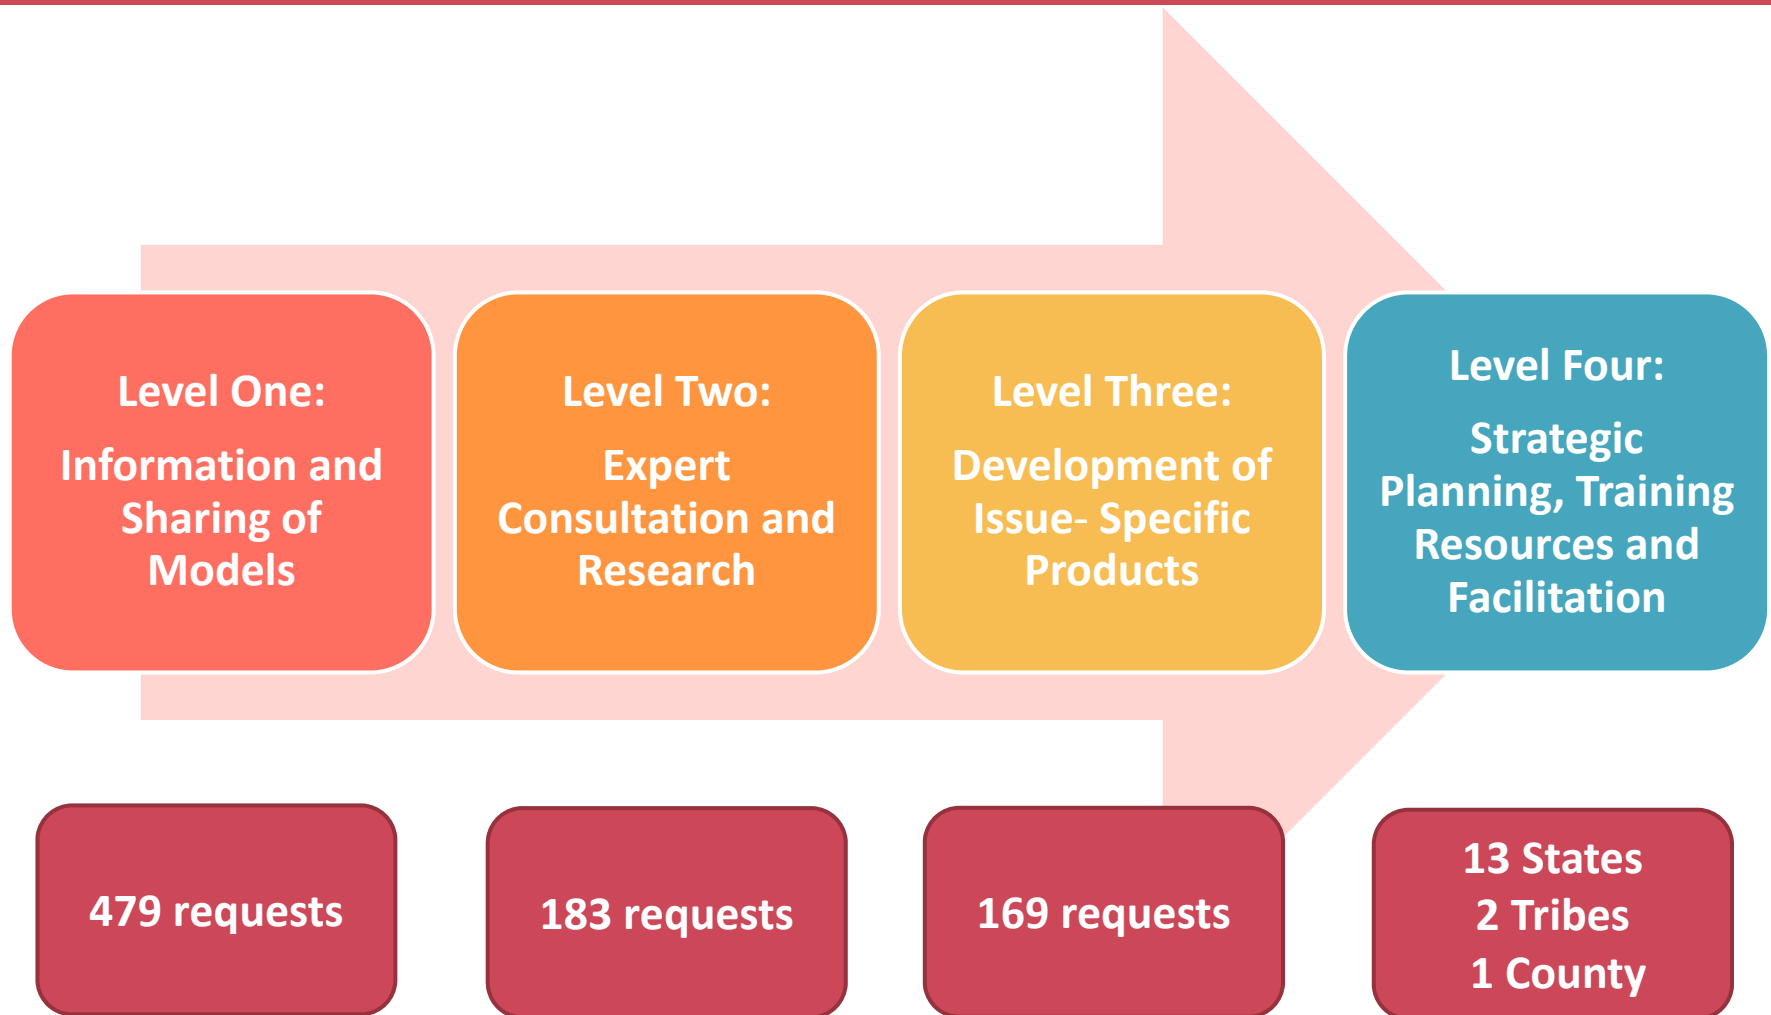 Level One:
Information and
Sharing of
Models
Level Two:
Expert
Consultation and
Research
Level Three:
Development of
Issue- Specific
Products
Level Four:
Strategic
Planning, Training
Resources and
Facilitation
479 requests
183 requests
169 requests
13 States
2 Tribes
1 County